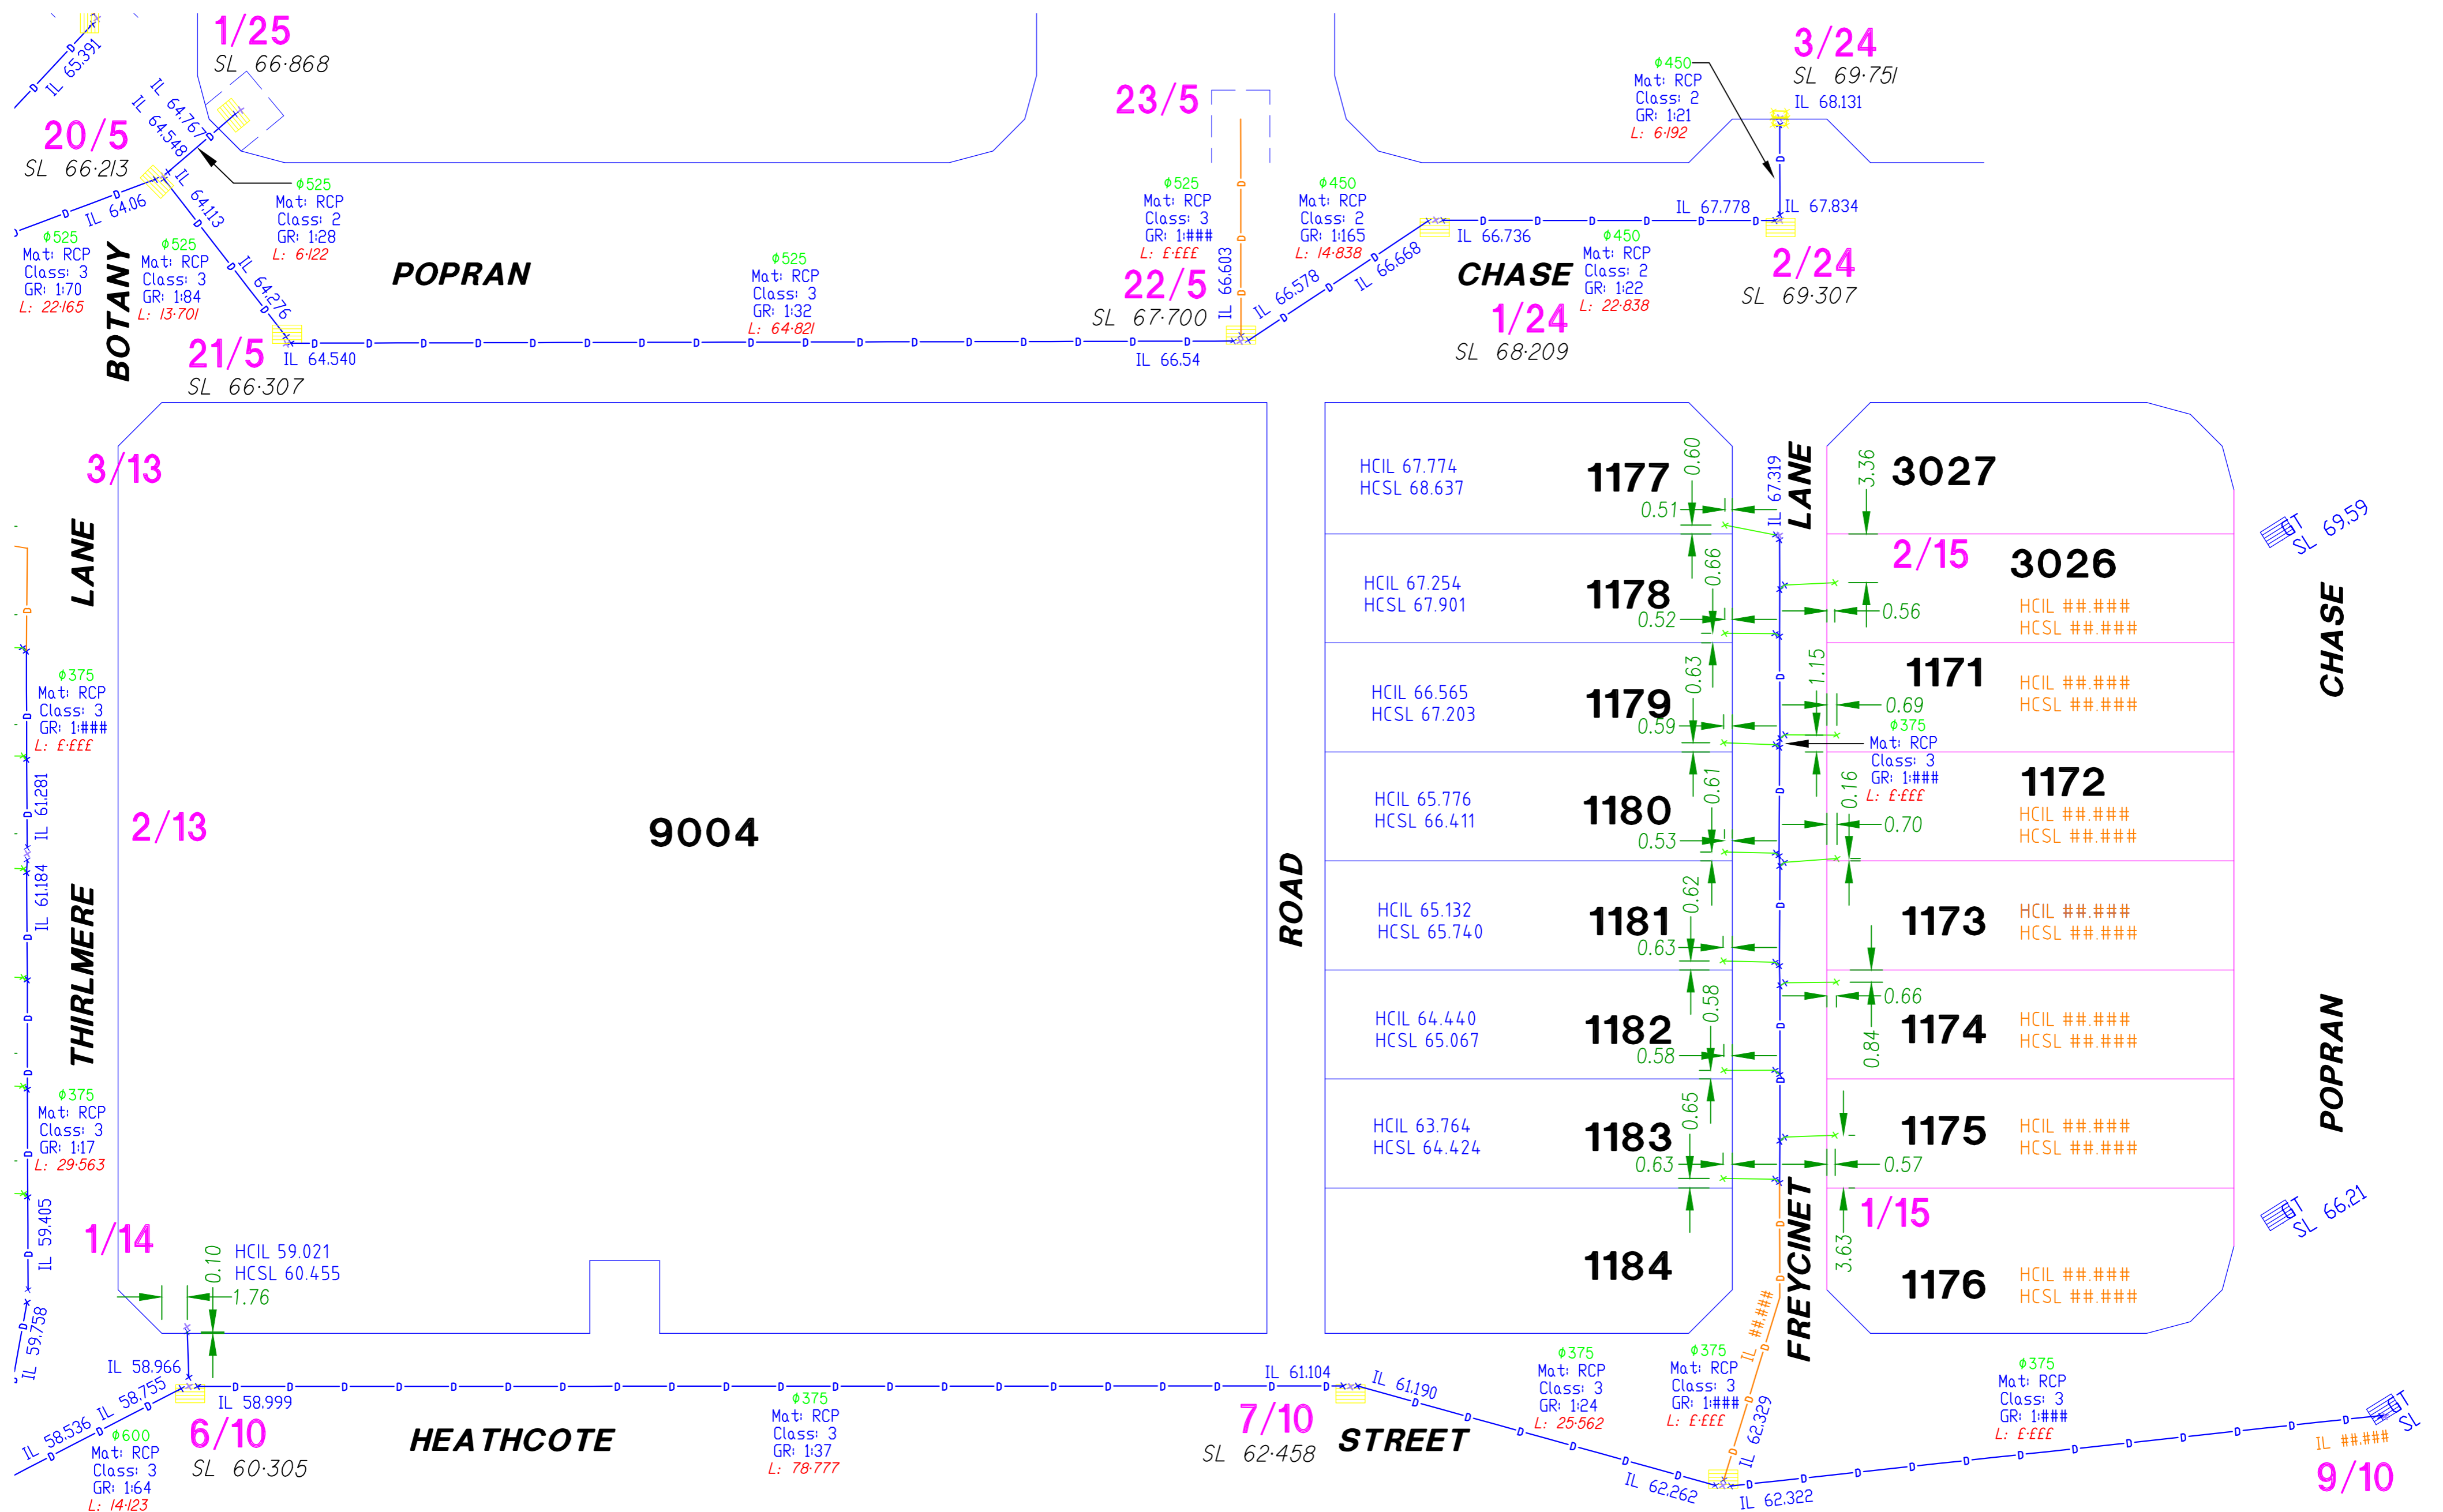 1/25
SL 66·868
IL 65.391
IL 64.767
IL 64.548
20/5
SL 66·213
IL 64.06
IL 64.113
φ525
Mat: RCP
Class: 2
GR: 1:28
L: 6·122
φ525
Mat: RCP
Class: 3
GR: 1:70
L: 22·165
φ525
Mat: RCP
Class: 3
GR: 1:84
L: 13·701
IL 64.276
BOTANY
POPRAN
21/5
SL 66·307
IL 64.540
φ525
Mat: RCP
Class: 3
GR: 1:32
L: 64·821
23/5
φ525
Mat: RCP
Class: 3
GR: 1:###
L: £·£££
IL 66.603
22/5
SL 67·700
IL 66.54
φ450
Mat: RCP
Class: 2
GR: 1:165
L: 14·838
IL 66.578
IL 66.668
IL 66.736
CHASE
1/24
SL 68·209
φ450
Mat: RCP
Class: 2
GR: 1:22
L: 22·838
φ450
Mat: RCP
Class: 2
GR: 1:21
L: 6·192
3/24
SL 69·751
IL 68.131
IL 67.778
IL 67.834
2/24
SL 69·307
3/13
LANE
2/13
THIRLMERE
1/14
φ375
Mat: RCP
Class: 3
GR: 1:###
L: £·£££
IL 61.281
IL 61.184
φ375
Mat: RCP
Class: 3
GR: 1:17
L: 29·563
IL 59.405
IL 59.758
9004
ROAD
HCIL 59.021
HCSL 60.455
0.10
1.76
HCIL 67.774
HCSL 68.637
1177
0.60
0.51
IL 67.319
LANE
3.36
3027
HCIL 67.254
HCSL 67.901
1178
0.66
0.52
2/15
3026
0.56
HCIL ##.###
HCSL ##.###
HCIL 66.565
HCSL 67.203
1179
0.63
0.59
1.15
1171
0.69
HCIL ##.###
HCSL ##.###
φ375
Mat: RCP
Class: 3
GR: 1:###
L: £·£££
HCIL 65.776
HCSL 66.411
1180
0.61
0.53
0.16
1172
0.70
HCIL ##.###
HCSL ##.###
HCIL 65.132
HCSL 65.740
1181
0.62
0.63
1173
HCIL ##.###
HCSL ##.###
HCIL 64.440
HCSL 65.067
1182
0.58
0.58
0.66
0.84
1174
HCIL ##.###
HCSL ##.###
HCIL 63.764
HCSL 64.424
1183
0.65
0.63
1175
0.57
HCIL ##.###
HCSL ##.###
1184
FREYCINET
1/15
3.63
1176
HCIL ##.###
HCSL ##.###
GT
SL 69.59
CHASE
POPRAN
GT
SL 66.21
IL 58.966
IL 58.755
IL 58.536
IL 58.999
φ600
Mat: RCP
Class: 3
GR: 1:64
L: 14·123
6/10
SL 60·305
HEATHCOTE
φ375
Mat: RCP
Class: 3
GR: 1:37
L: 78·777
IL 61.104
7/10
SL 62·458
STREET
IL 61.190
φ375
Mat: RCP
Class: 3
GR: 1:24
L: 25·562
IL 62.262
φ375
Mat: RCP
Class: 3
GR: 1:###
L: £·£££
IL ##.###
IL 62.329
IL 62.322
φ375
Mat: RCP
Class: 3
GR: 1:###
L: £·£££
GT
SL
IL ##.###
9/10